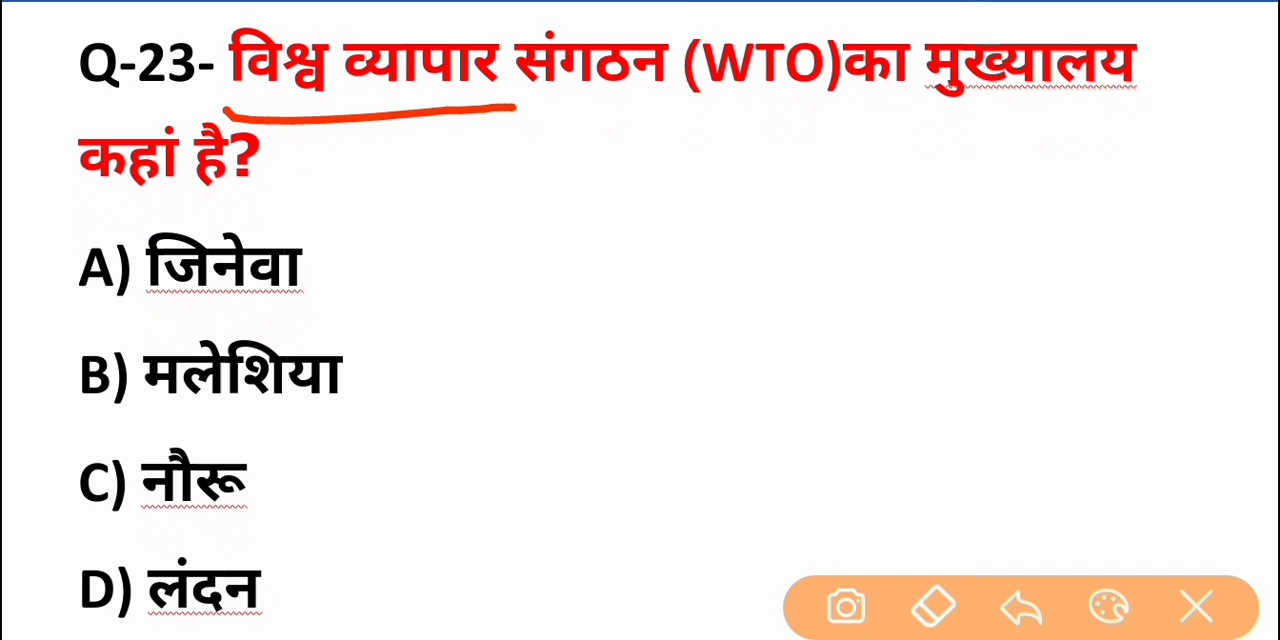 Q-23- विश्व व्यापार संगठन (WTO)का मुख्यालय
कहां है?
A) जिनेवा
B) मलेशिया
C) नौरू
D) लंदन